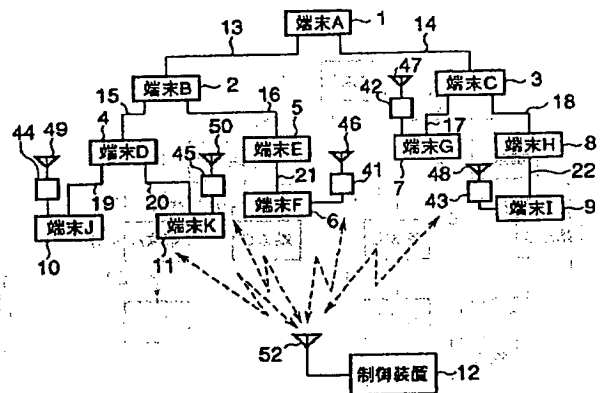 端末A 1
13 14
47
端末B 2 42 端末C 3
15 16 18
4 5 46
44 49 端末D 50 端末E 17 端末H 8
45 端末G 48
19 20 21 41 7 43 22
端末J 端末K 端末F 6 端末I 9
10 11
52 制御装置 12